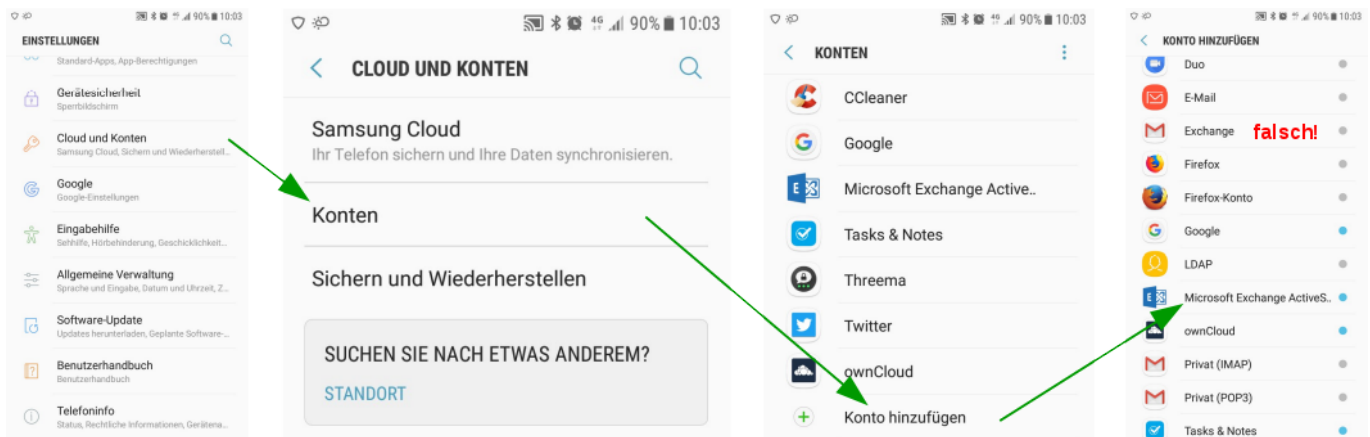 90% 10:03
EINSTELLUNGEN
Standard-Apps, App-Berechtigungen
Gerätesicherheit
Sperrbildschirm
Cloud und Konten
Samsung Cloud, Sichern und Wiederherstell...
Google
Google-Einstellungen
Eingabehilfe
Sehhilfe, Hörbehinderung, Geschicklichkeit...
Allgemeine Verwaltung
Sprache und Eingabe, Datum und Uhrzeit, Z...
Software-Update
Updates herunterladen, Geplante Software-...
Benutzerhandbuch
Benutzerhandbuch
Telefoninfo
Status, Rechtliche Informationen, Gerätena...
4G 90% 10:03
CLOUD UND KONTEN
Samsung Cloud
Ihr Telefon sichern und Ihre Daten synchronisieren.
Konten
Sichern und Wiederherstellen
SUCHEN SIE NACH ETWAS ANDEREM?
STANDORT
4G 90% 10:03
KONTEN
CCleaner
Google
Microsoft Exchange Active..
Tasks & Notes
Threema
Twitter
ownCloud
Konto hinzufügen
90% 10:03
KONTO HINZUFÜGEN
Duo
E-Mail
Exchange falsch!
Firefox
Firefox-Konto
Google
LDAP
Microsoft Exchange ActiveS..
ownCloud
Privat (IMAP)
Privat (POP3)
Tasks & Notes